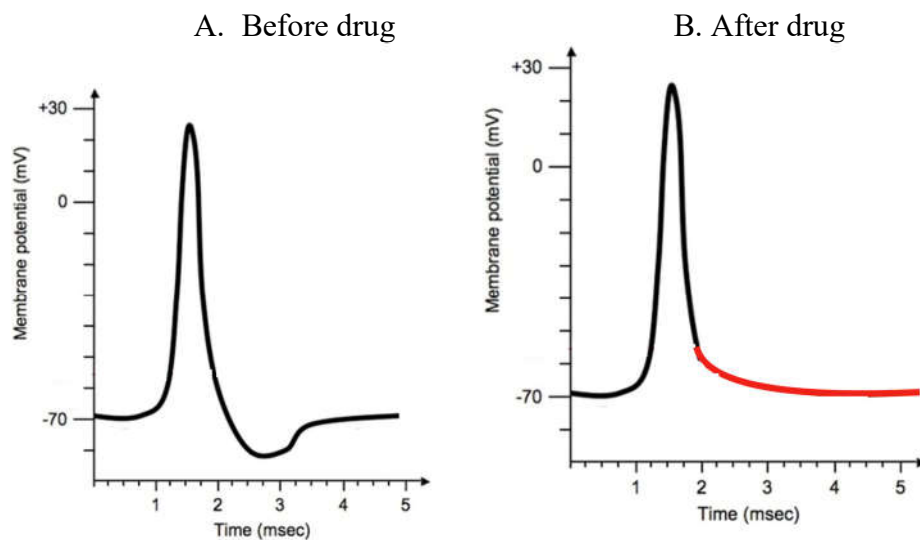 A. Before drug
B. After drug
+30
0
-70
Membrane potential (mV)
1 2 3 4 5
Time (msec)
+30
0
-70
Membrane potential (mV)
1 2 3 4 5
Time (msec)